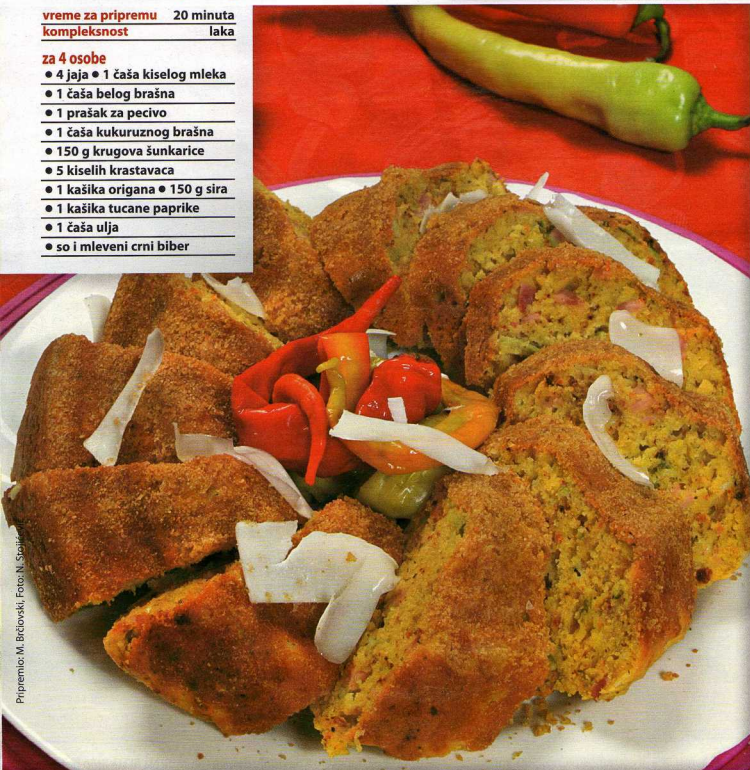 vreme za pripremu 20 minuta
kompleksnost laka
za 4 osobe
• 4 jaja • 1 čaša kiselog mleka
• 1 čaša belog brašna
• 1 prašak za pecivo
• 1 čaša kukuruznog brašna
• 150 g krugova šunkarice
• 5 kiselih krastavaca
• 1 kašika origana • 150 g sira
• 1 kašika tucane paprike
• 1 čaša ulja
• so i mleveni crni biber
Pripremio: M. Brčiovski, Foto: N.